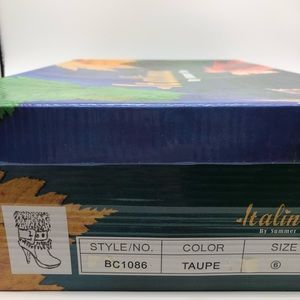 Italin
By Summer
STYLE/NO. COLOR SIZE
BC1086 TAUPE 6